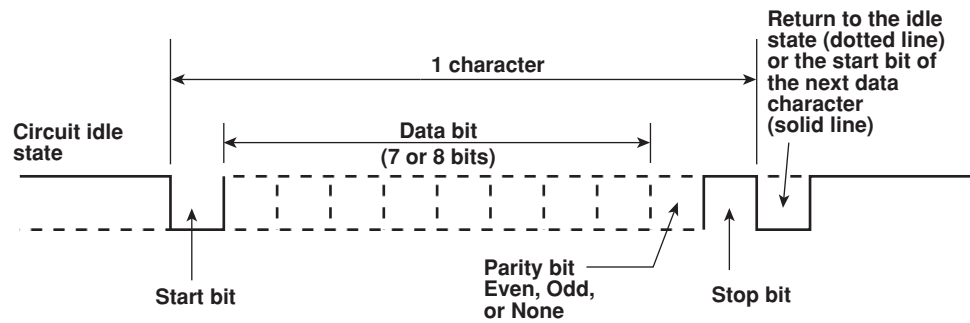 Return to the idle
state (dotted line)
or the start bit of
the next data
character
(solid line)
1 character
Circuit idle
state
Data bit
(7 or 8 bits)
Start bit
Parity bit
Even, Odd,
or None
Stop bit